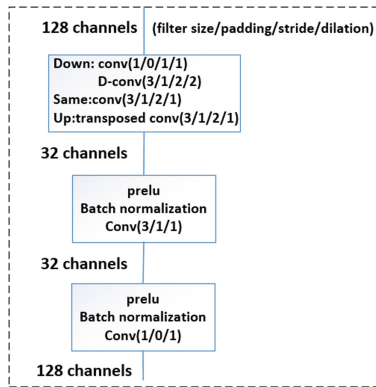 128 channels (filter size/padding/stride/dilation)
Down: conv(1/0/1/1)
D-conv(3/1/2/2)
Same:conv(3/1/2/1)
Up:transposed conv(3/1/2/1)
32 channels
prelu
Batch normalization
Conv(3/1/1)
32 channels
prelu
Batch normalization
Conv(1/0/1)
128 channels